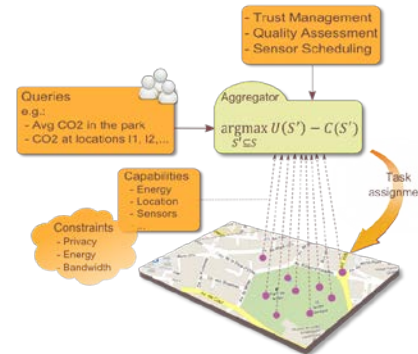 - Trust Management
- Quality Assessment
- Sensor Scheduling
Queries
e.g.:
- Avg CO2 in the park
- CO2 at locations l1, l2,...
Aggregator
argmax U(S') − C(S')
S'⊆S
Task
assignme
Capabilities
- Energy
- Location
- Sensors
...
Constraints
- Privacy
- Energy
- Bandwidth